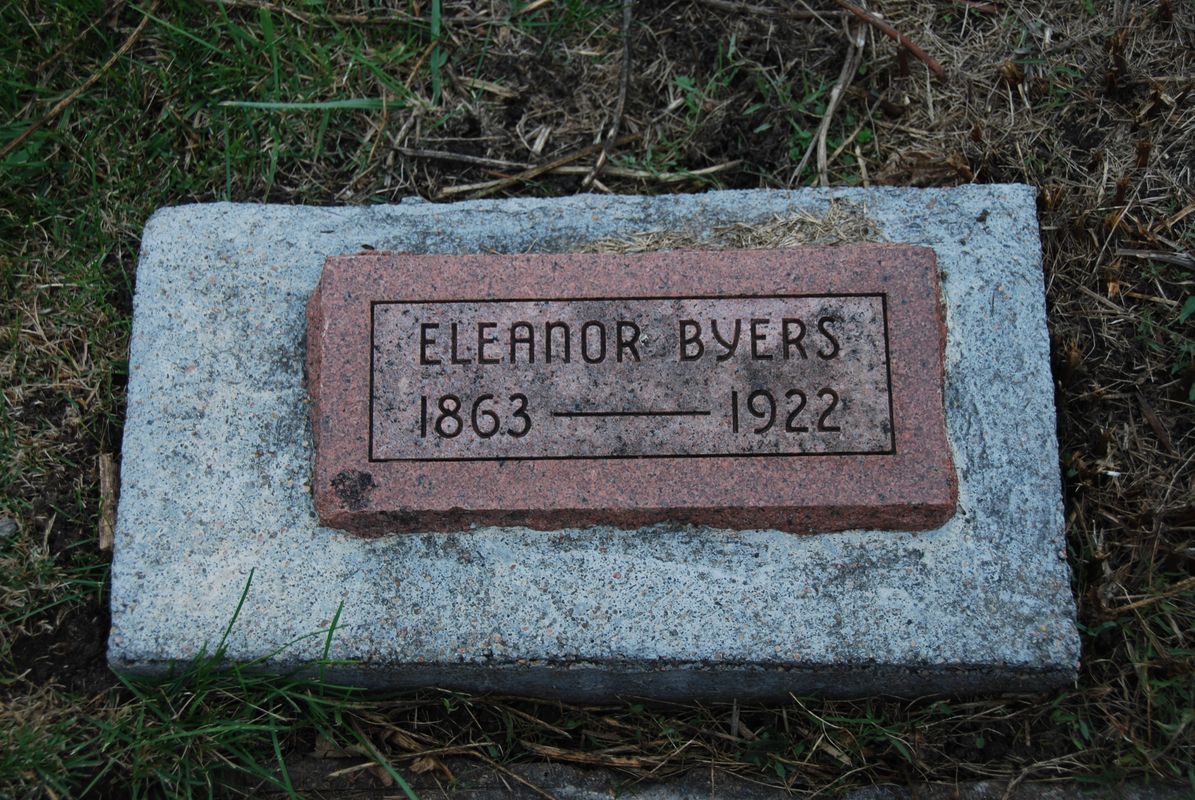 ELEANOR BYERS
1863 — 1922